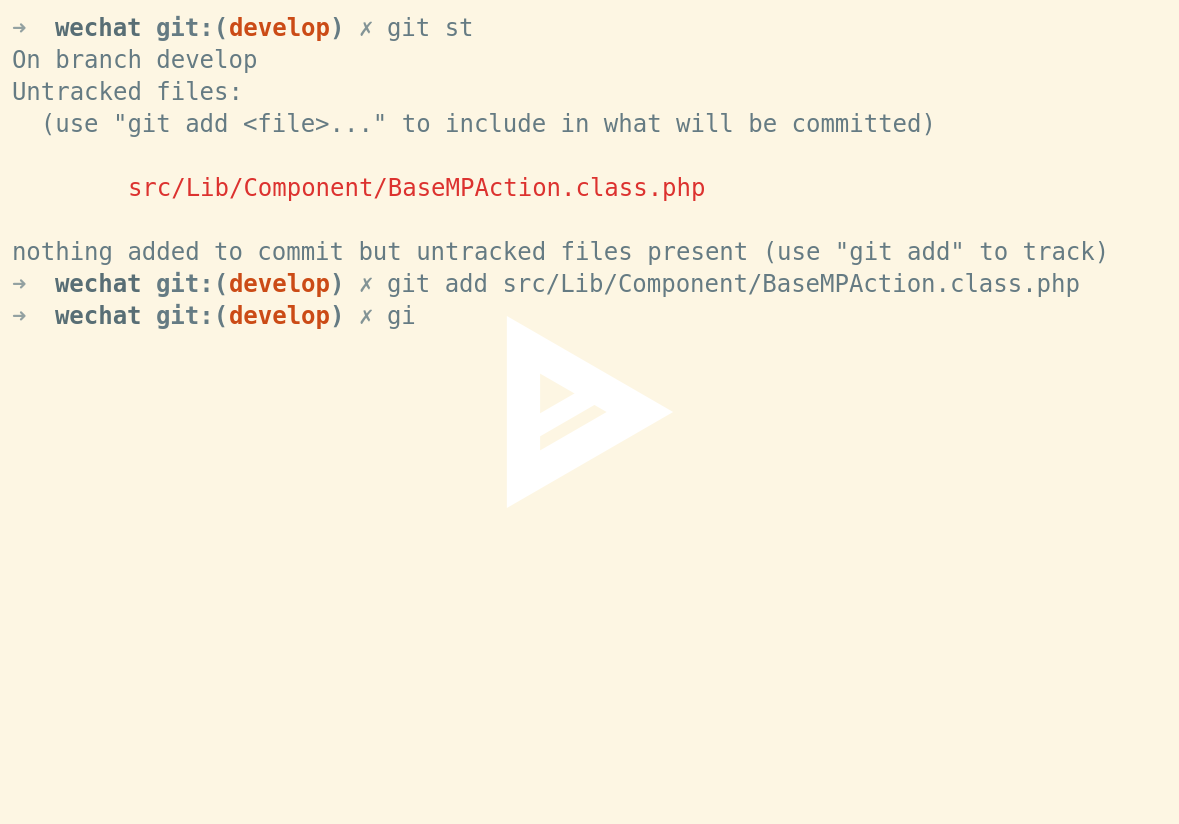 ➜  wechat git:(develop) ✗ git st
On branch develop
Untracked files:
  (use "git add <file>..." to include in what will be committed)
        src/Lib/Component/BaseMPAction.class.php
nothing added to commit but untracked files present (use "git add" to track)
➜  wechat git:(develop) ✗ git add src/Lib/Component/BaseMPAction.class.php
➜  wechat git:(develop) ✗ gi